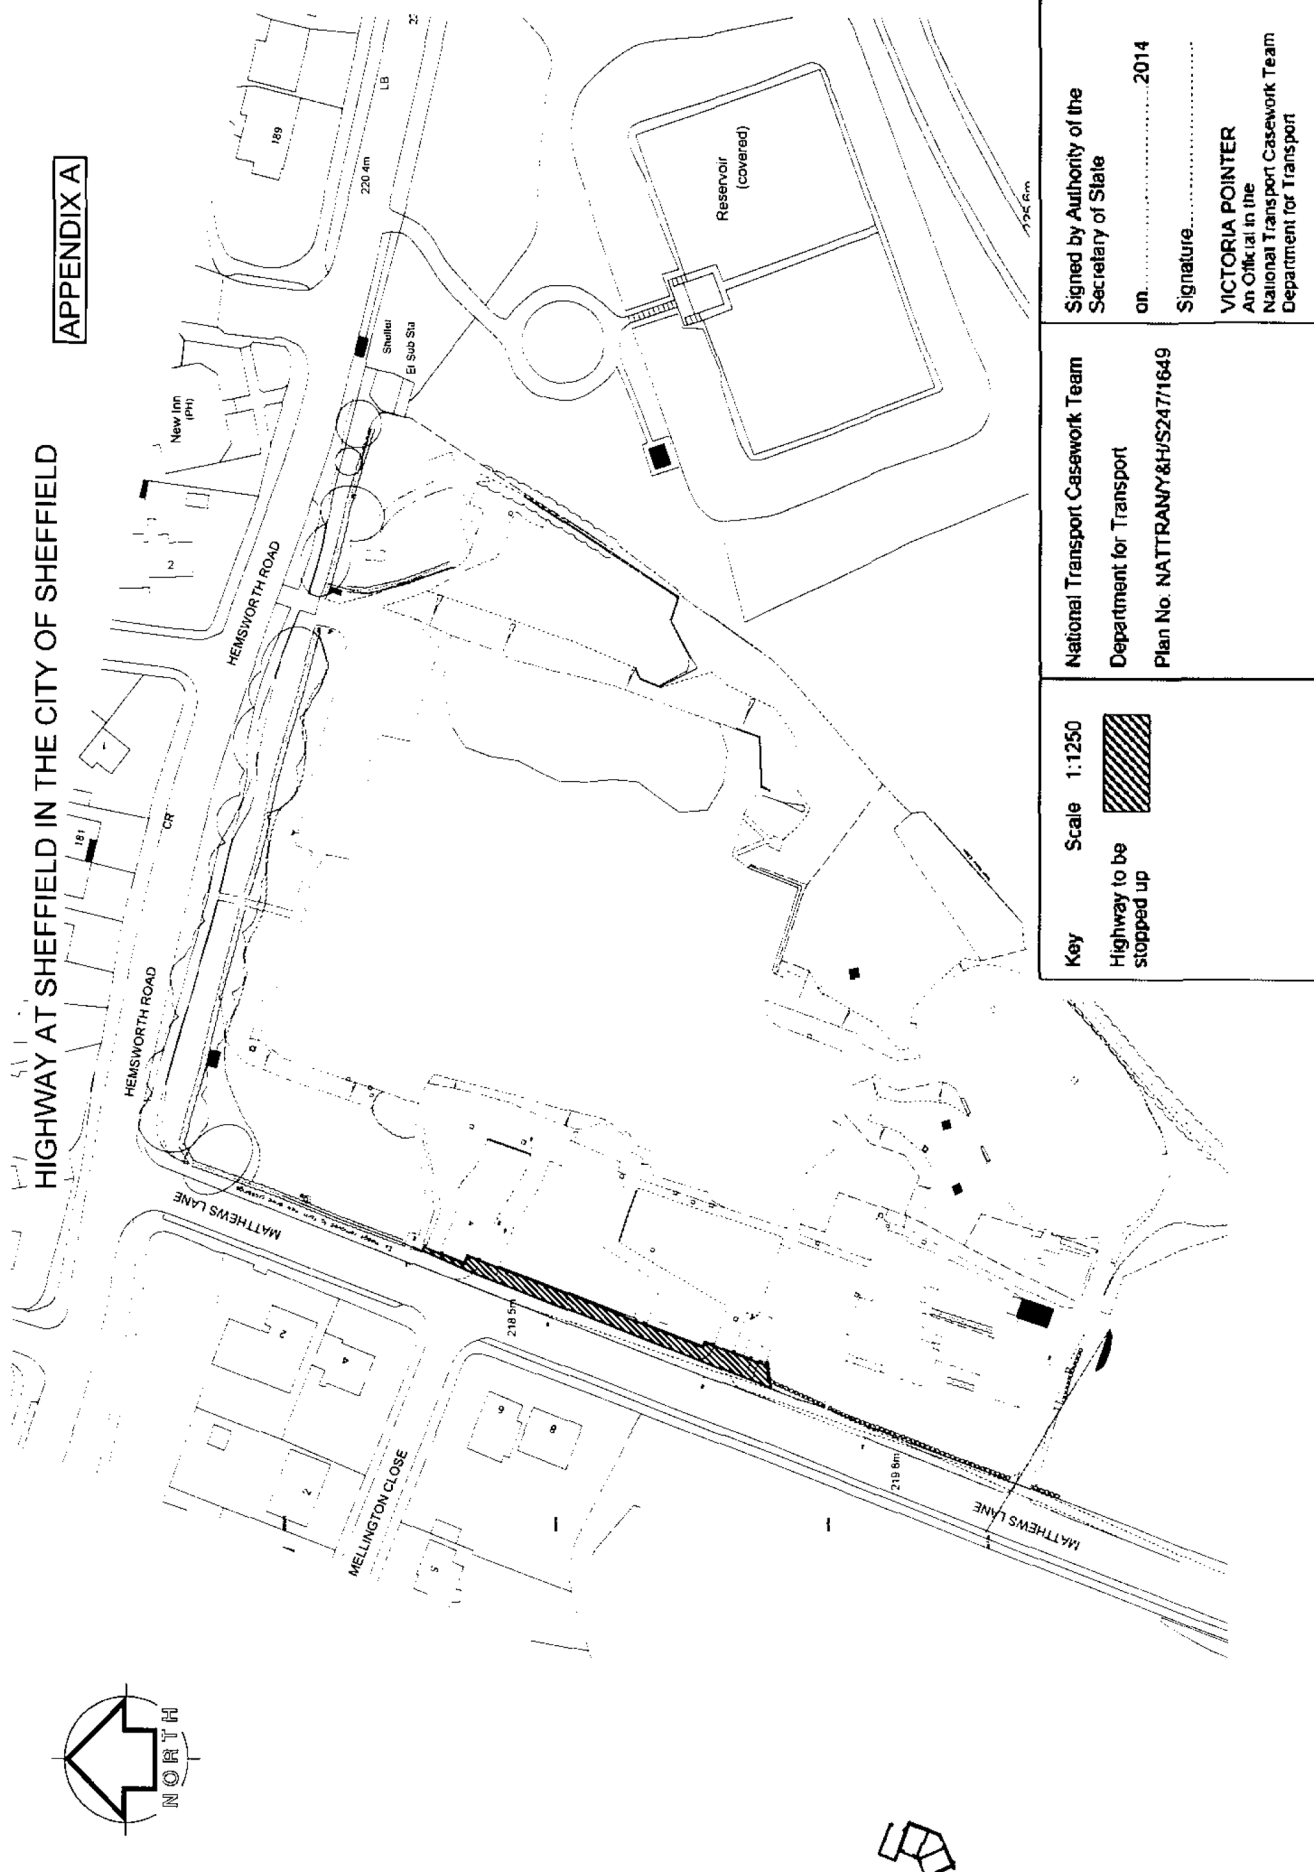 APPENDIX A
HIGHWAY AT SHEFFIELD IN THE CITY OF SHEFFIELD
NORTH
HEMSWORTH ROAD
HEMSWORTH ROAD
CR
181
2
New Inn
(PH)
189
220.4m
LB
Shelter
El Sub Sta
Reservoir
(covered)
MATTHEWS LANE
2
4
2
218.5m
6
8
MELLINGTON CLOSE
5
219.8m
MATTHEWS LANE
Key
Scale 1:1250
Highway to be
stopped up
National Transport Casework Team
Department for Transport
Plan No: NATTRAN/Y&H/S247/1649
Signed by Authority of the
Secretary of State
on....................2014
Signature....................
VICTORIA POINTER
An Official in the
National Transport Casework Team
Department for Transport